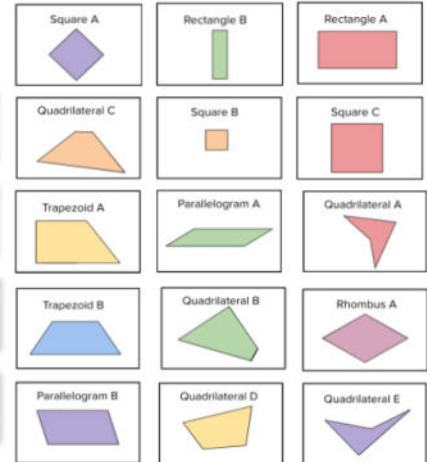 Square A
Rectangle B
Rectangle A
Quadrilateral C
Square B
Square C
Trapezoid A
Parallelogram A
Quadrilateral A
Trapezoid B
Quadrilateral B
Rhombus A
Parallelogram B
Quadrilateral D
Quadrilateral E